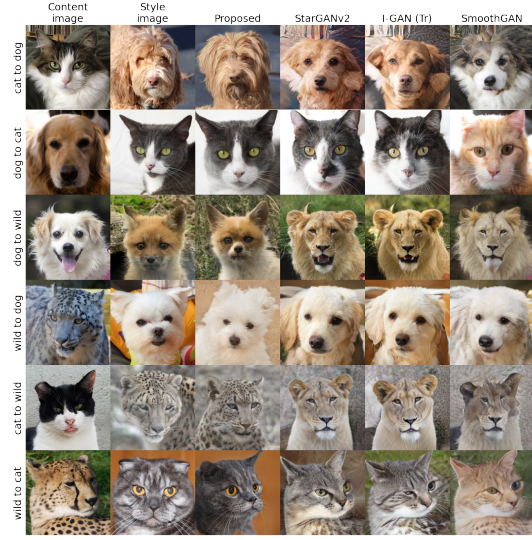 Content
image
Style
image
Proposed
StarGANv2
I-GAN (Tr)
SmoothGAN
cat to dog
dog to cat
dog to wild
wild to dog
cat to wild
wild to cat